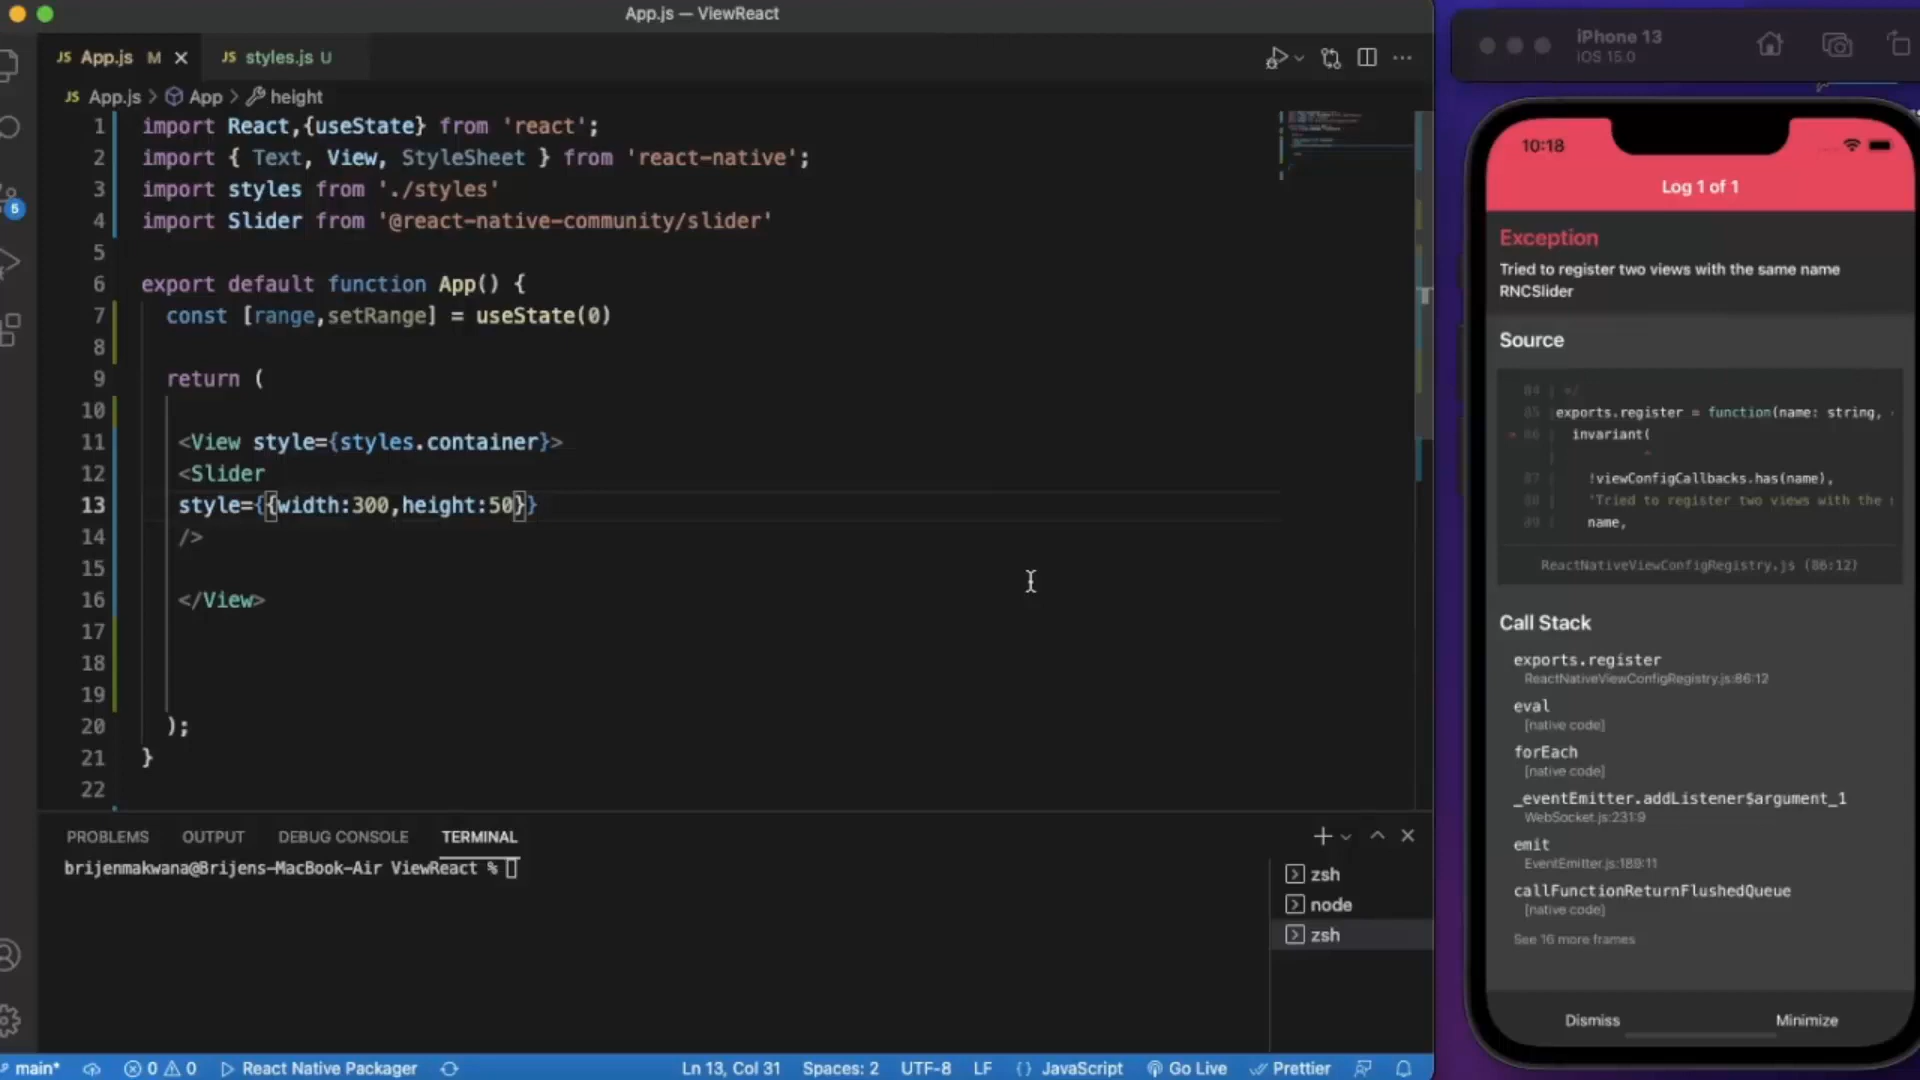 App.js — ViewReact
JS App.js M
JS styles.js U
JS App.js > App > height
1 import React,{useState} from 'react';
2 import { Text, View, StyleSheet } from 'react-native';
3 import styles from './styles'
4 import Slider from '@react-native-community/slider'
5
6 export default function App() {
7 const [range,setRange] = useState(0)
8
9 return (
10
11 <View style={styles.container}>
12 <Slider
13 style={{width:300,height:50}}
14 />
15
16 </View>
17
18
19
20 );
21 }
22
5
PROBLEMS OUTPUT DEBUG CONSOLE TERMINAL
brijenmakwana@Brijens-MacBook-Air ViewReact %
zsh
node
zsh
main* 0 0 React Native Packager Ln 13, Col 31 Spaces: 2 UTF-8 LF {} JavaScript Go Live Prettier
iPhone 13
iOS 15.0
10:18
Log 1 of 1
Exception
Tried to register two views with the same name
RNCSlider
Source
84 | */
85 | exports.register = function(name: string,
> 86 | invariant(
| ^
87 | !viewConfigCallbacks.has(name),
88 | 'Tried to register two views with the
89 | name,
ReactNativeViewConfigRegistry.js (86:12)
Call Stack
exports.register
ReactNativeViewConfigRegistry.js:86:12
eval
[native code]
forEach
[native code]
_eventEmitter.addListener$argument_1
WebSocket.js:231:9
emit
EventEmitter.js:189:11
callFunctionReturnFlushedQueue
[native code]
See 16 more frames
Dismiss Minimize